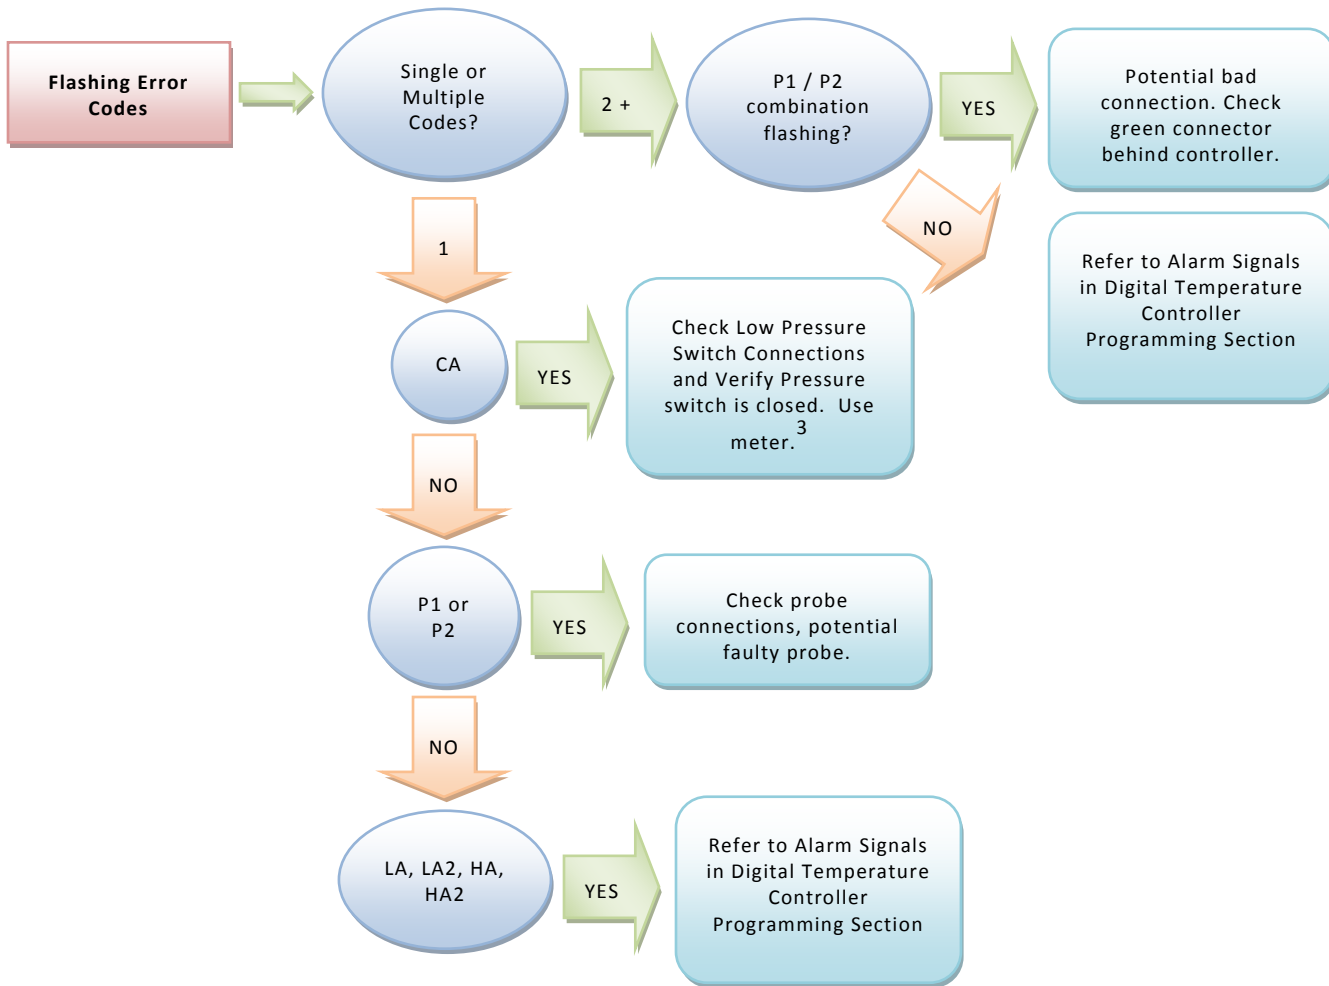 Flashing Error
Codes
Single or
Multiple
Codes?
2 +
P1 / P2
combination
flashing?
YES
Potential bad
connection. Check
green connector
behind controller.
NO
Refer to Alarm Signals
in Digital Temperature
Controller
Programming Section
1
CA
YES
Check Low Pressure
Switch Connections
and Verify Pressure
switch is closed. Use
meter.3
NO
P1 or
P2
YES
Check probe
connections, potential
faulty probe.
NO
LA, LA2, HA,
HA2
YES
Refer to Alarm Signals
in Digital Temperature
Controller
Programming Section